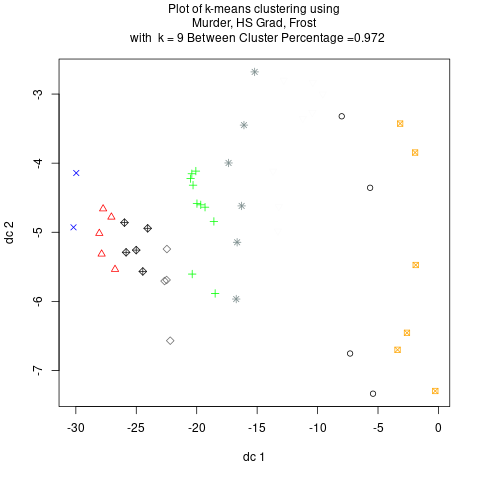 Plot of k-means clustering using
Murder, HS Grad, Frost
with k = 9 Between Cluster Percentage =0.972
dc 2
-3
-4
-5
-6
-7
-30 -25 -20 -15 -10 -5 0
dc 1